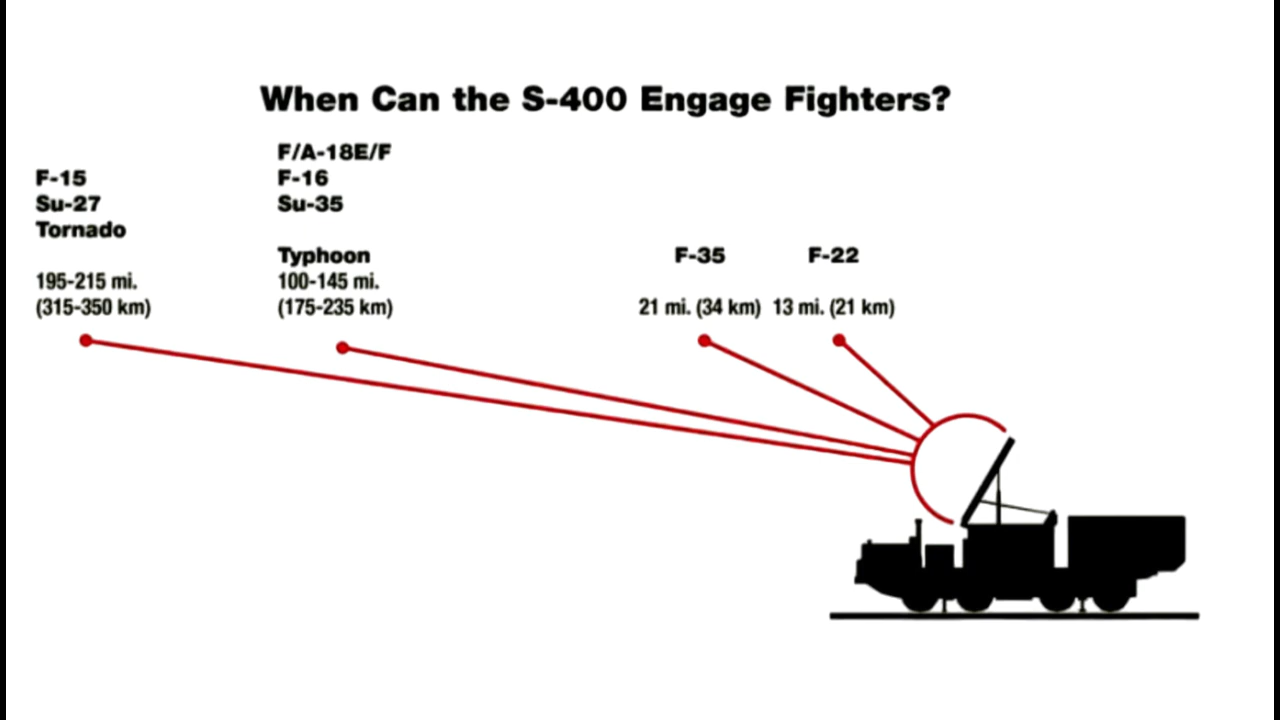 When Can the S-400 Engage Fighters?
F-15
Su-27
Tornado
195-215 mi.
(315-350 km)
F/A-18E/F
F-16
Su-35
Typhoon
100-145 mi.
(175-235 km)
F-35
21 mi. (34 km)
F-22
13 mi. (21 km)